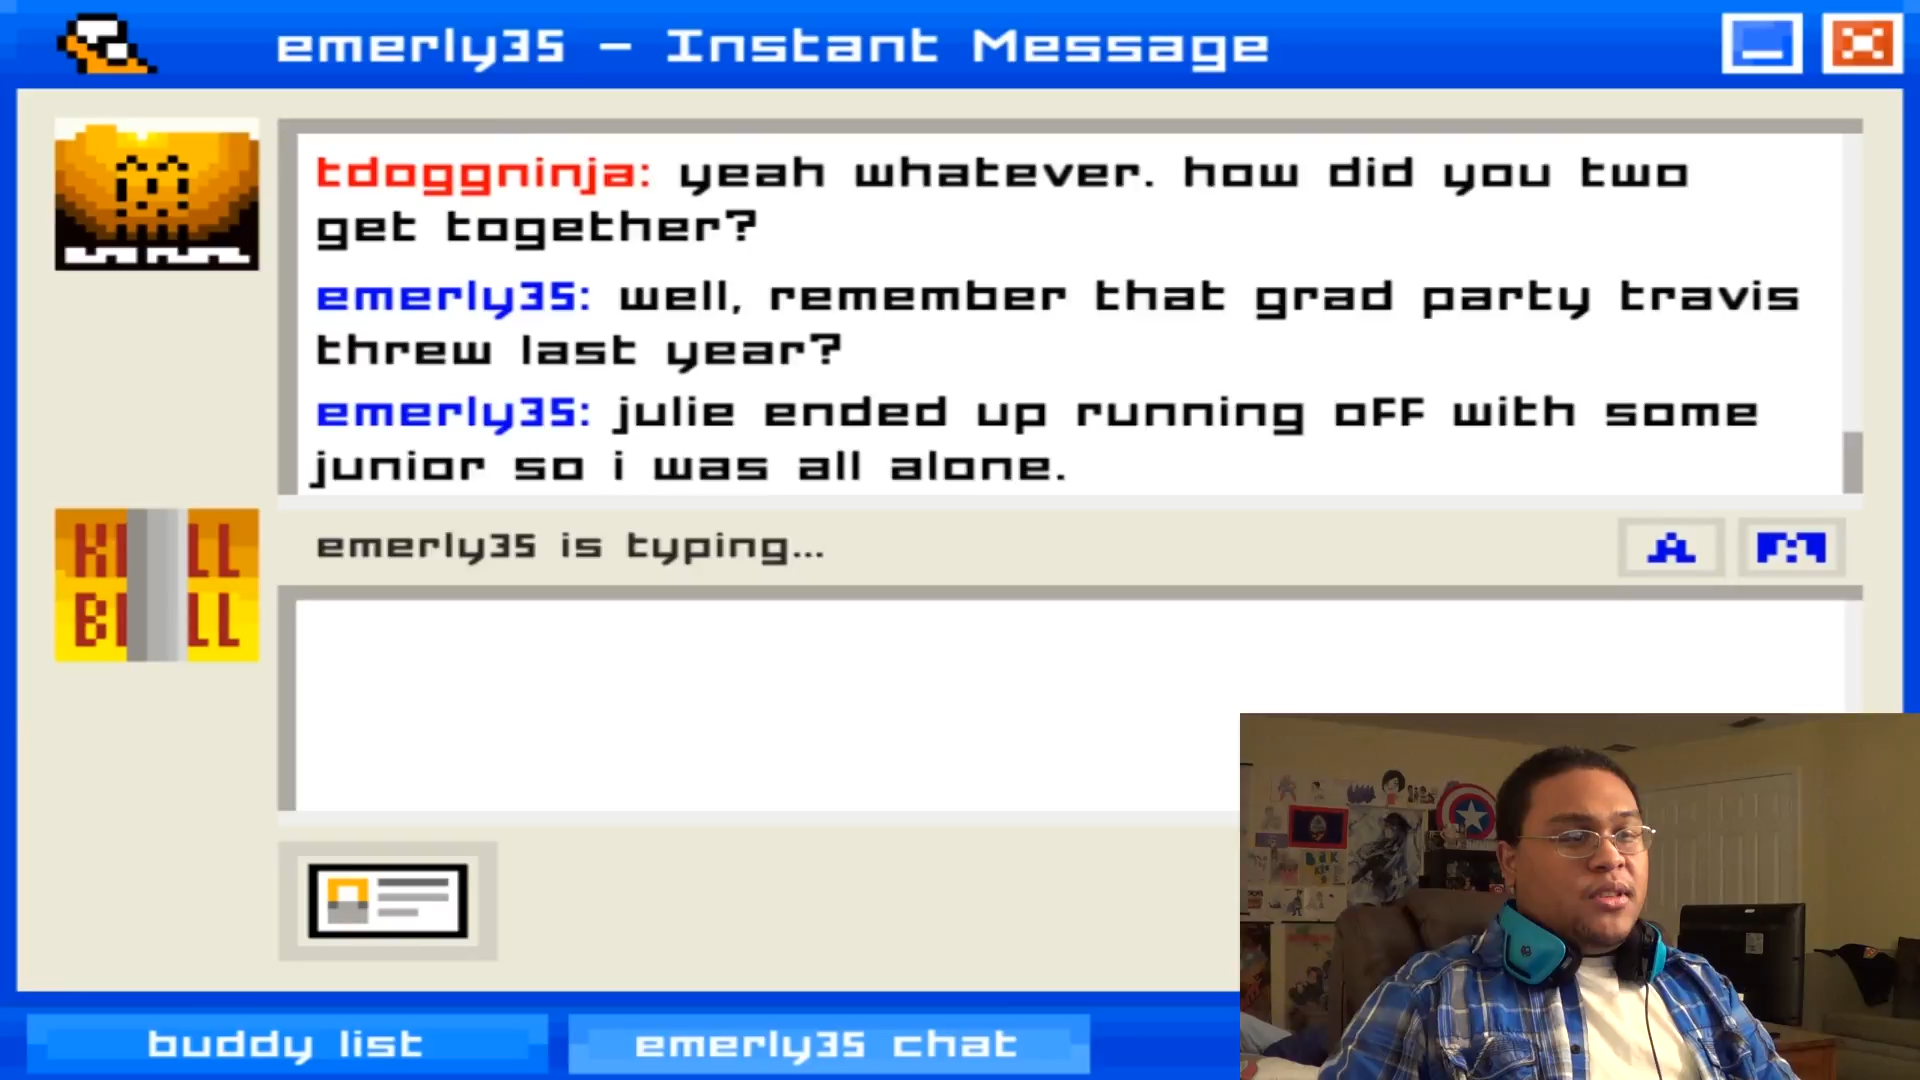 emerly35 - Instant Message
tdoggninja: yeah whatever. how did you two
get together?
emerly35: well, remember that grad party travis
threw last year?
emerly35: julie ended up running off with some
junior so i was all alone.
KILL
BILL
emerly35 is typing...
A
buddy list
emerly35 chat